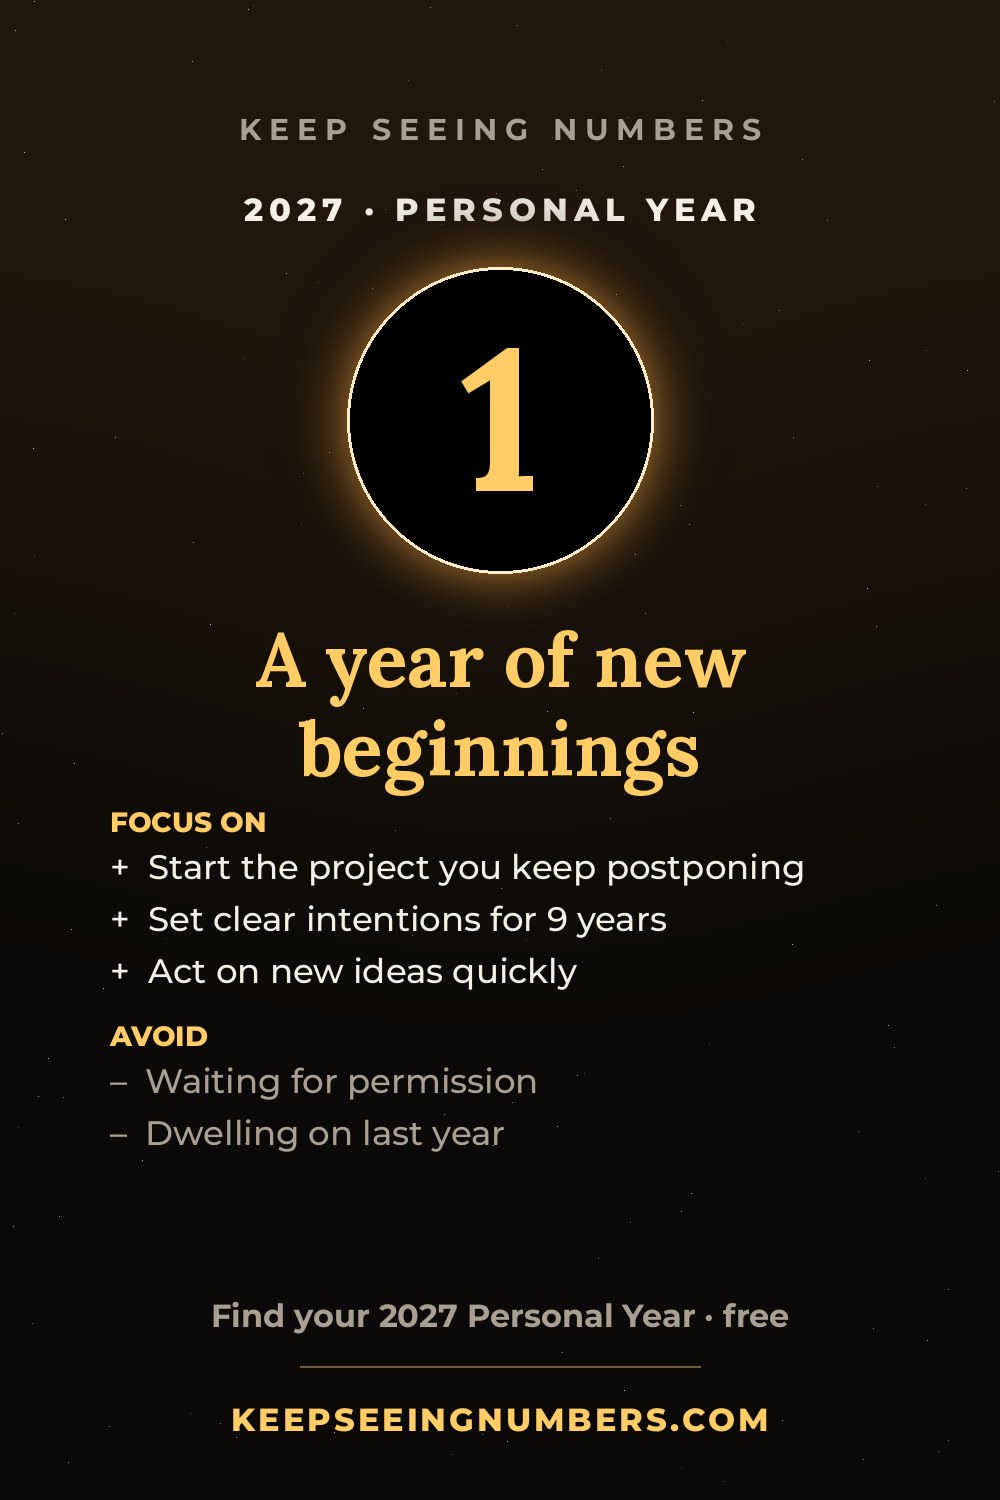 KEEP SEEING NUMBERS
2027 · PERSONAL YEAR
1
A year of new
beginnings
FOCUS ON
+ Start the project you keep postponing
+ Set clear intentions for 9 years
+ Act on new ideas quickly
AVOID
– Waiting for permission
– Dwelling on last year
Find your 2027 Personal Year · free
KEEPSEEINGNUMBERS.COM